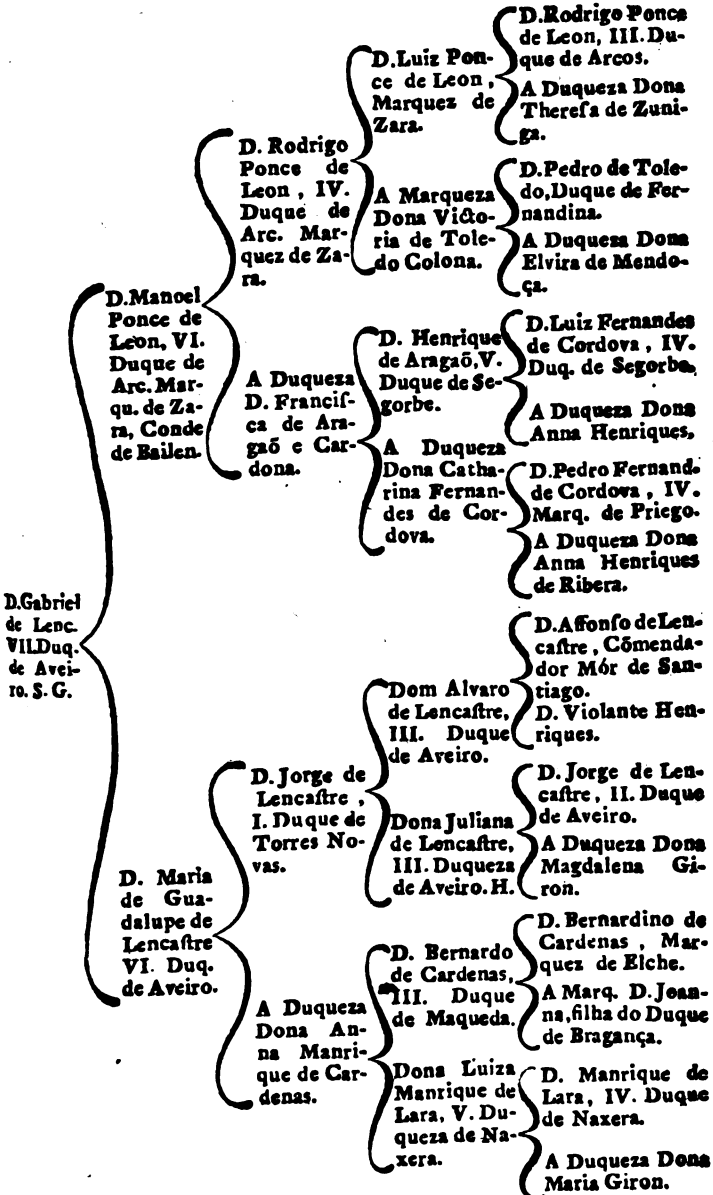 D.Gabriel
de Lenc.
VII.Duq.
de Avei-
ro. S. G.
D.Manoel
Ponce de
Leon, VI.
Duque de
Arc. Mar-
qu. de Za-
ra, Conde
de Bailen.
D. Rodrigo
Ponce de
Leon , IV.
Duque de
Arc. Mar-
quez de Za-
ra.
D.Luiz Pon-
ce de Leon ,
Marquez de
Zara.
D.Rodrigo Ponce
de Leon, III. Du-
que de Arcos.
A Duqueza Dona
Thereſa de Zuni-
ga.
A Marqueza
Dona Victo-
ria de Tole-
do Colona.
D.Pedro de Tole-
do,Duque de Fer-
nandina.
A Duqueza Dona
Elvira de Mendo-
ça.
A Duqueza
D. Franciſ-
ca de Ara-
gaõ e Car-
dona.
D. Henrique
de Aragaõ,V.
Duque de Se-
gorbe.
D.Luiz Fernandes
de Cordova , IV.
Duq. de Segorbe.
A Duqueza Dona
Anna Henriques.
A Duqueza
Dona Catha-
rina Fernan-
des de Cor-
dova.
D.Pedro Fernand.
de Cordova , IV.
Marq. de Priego.
A Duqueza Dona
Anna Henriques
de Ribera.
D. Maria
de Gua-
dalupe de
Lencaſtre
VI. Duq.
de Aveiro.
D. Jorge de
Lencaſtre ,
I. Duque de
Torres No-
vas.
Dom Alvaro
de Lencaſtre,
III. Duque
de Aveiro.
D.Affonſo de Len-
caſtre , Cõmenda-
dor Mór de San-
tiago.
D. Violante Hen-
riques.
Dona Juliana
de Lencaſtre,
III. Duqueza
de Aveiro. H.
D. Jorge de Len-
caſtre, II. Duque
de Aveiro.
A Duqueza Dona
Magdalena Gi-
ron.
A Duqueza
Dona An-
na Manri-
que de Car-
denas.
D. Bernardo
de Cardenas,
III. Duque
de Maqueda.
D. Bernardino de
Cardenas , Mar-
quez de Elche.
A Marq. D. Joan-
na,filha do Duque
de Bragança.
Dona Luiza
Manrique de
Lara, V. Du-
queza de Na-
xera.
D. Manrique de
Lara, IV. Duque
de Naxera.
A Duqueza Dona
Maria Giron.